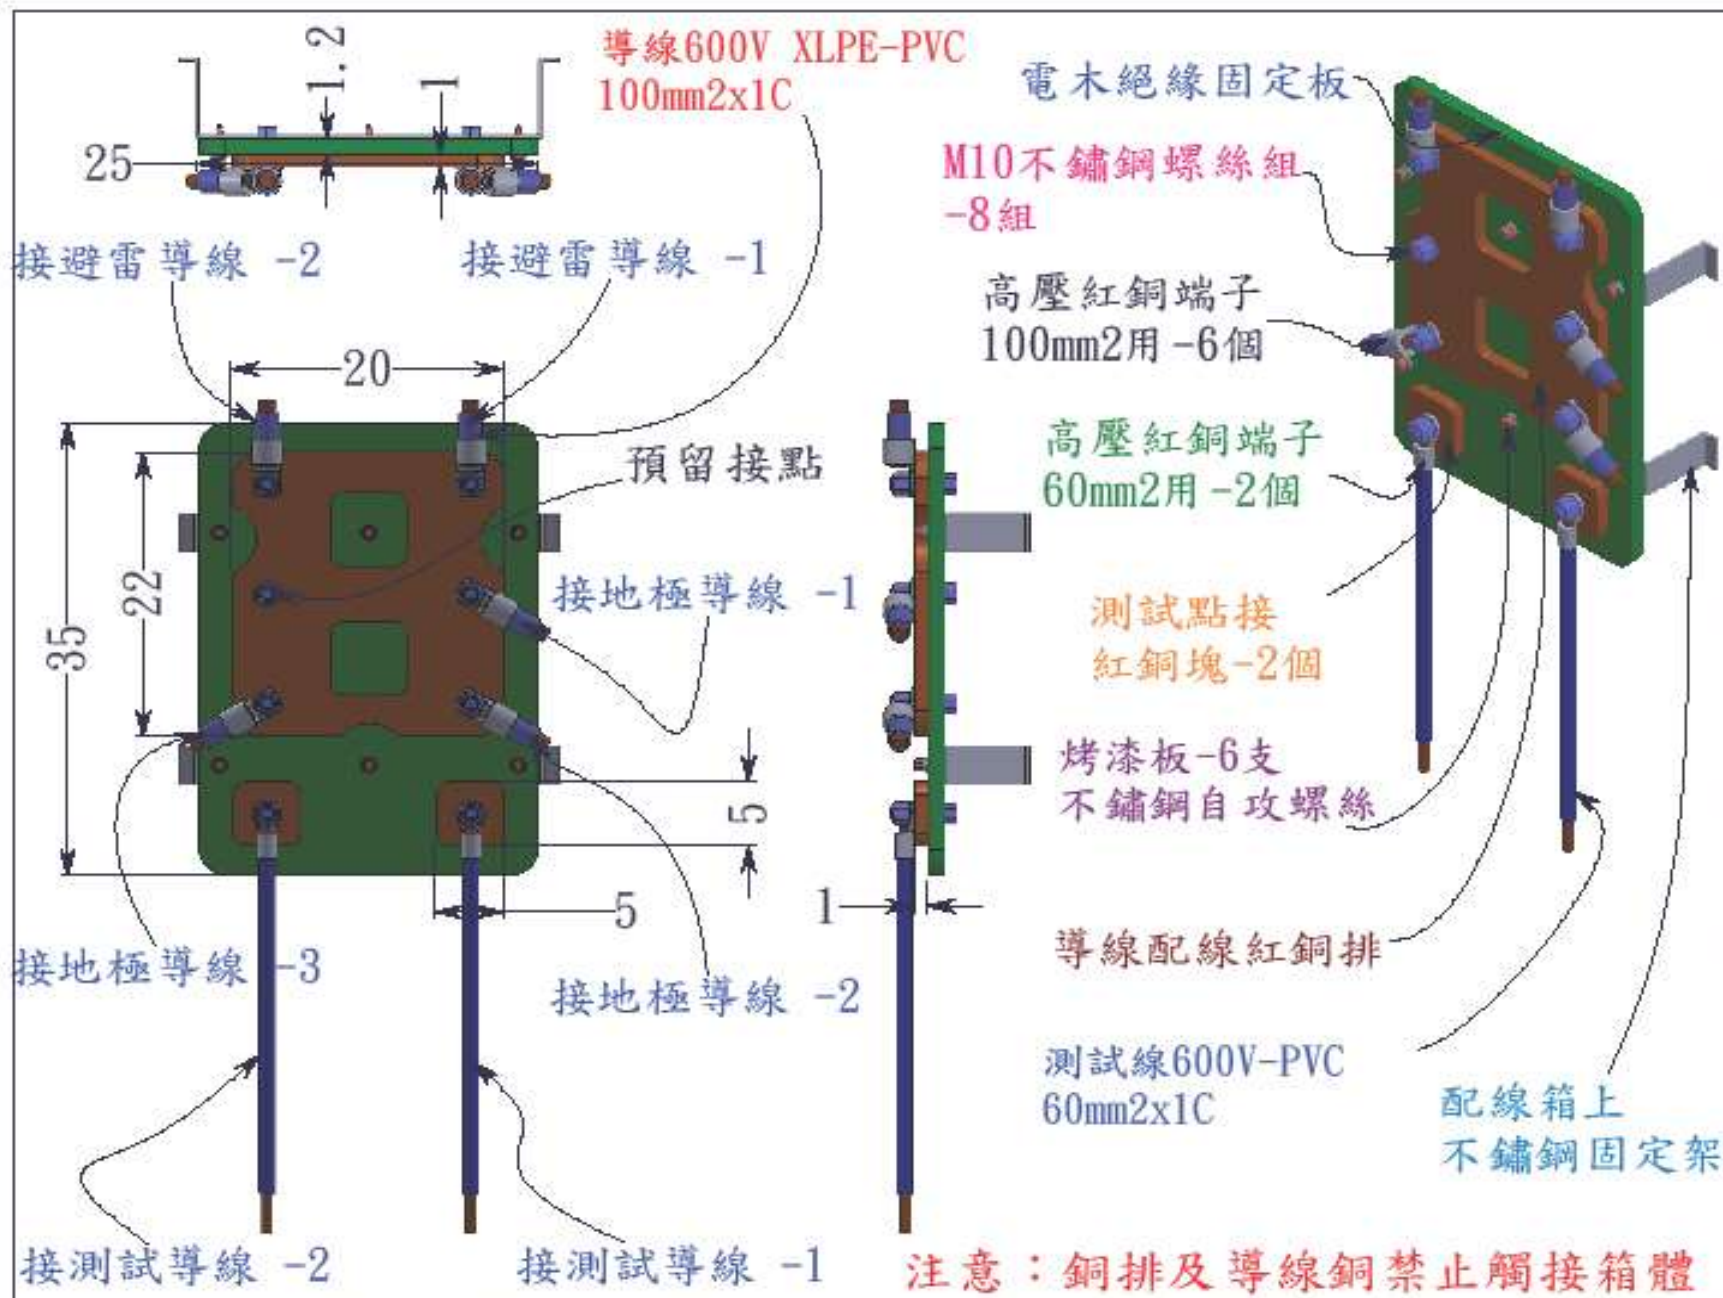 導線600V XLPE-PVC
100mm2x1C
1.2
1
25
接避雷導線 -2
接避雷導線 -1
20
預留接點
22
35
接地極導線 -1
5
5
1
接地極導線 -3
接地極導線 -2
接測試導線 -2
接測試導線 -1
電木絕緣固定板
M10不鏽鋼螺絲組
-8組
高壓紅銅端子
100mm2用-6個
高壓紅銅端子
60mm2用-2個
測試點接
紅銅塊-2個
烤漆板-6支
不鏽鋼自攻螺絲
導線配線紅銅排
測試線600V-PVC
60mm2x1C
配線箱上
不鏽鋼固定架
注意：銅排及導線銅禁止觸接箱體